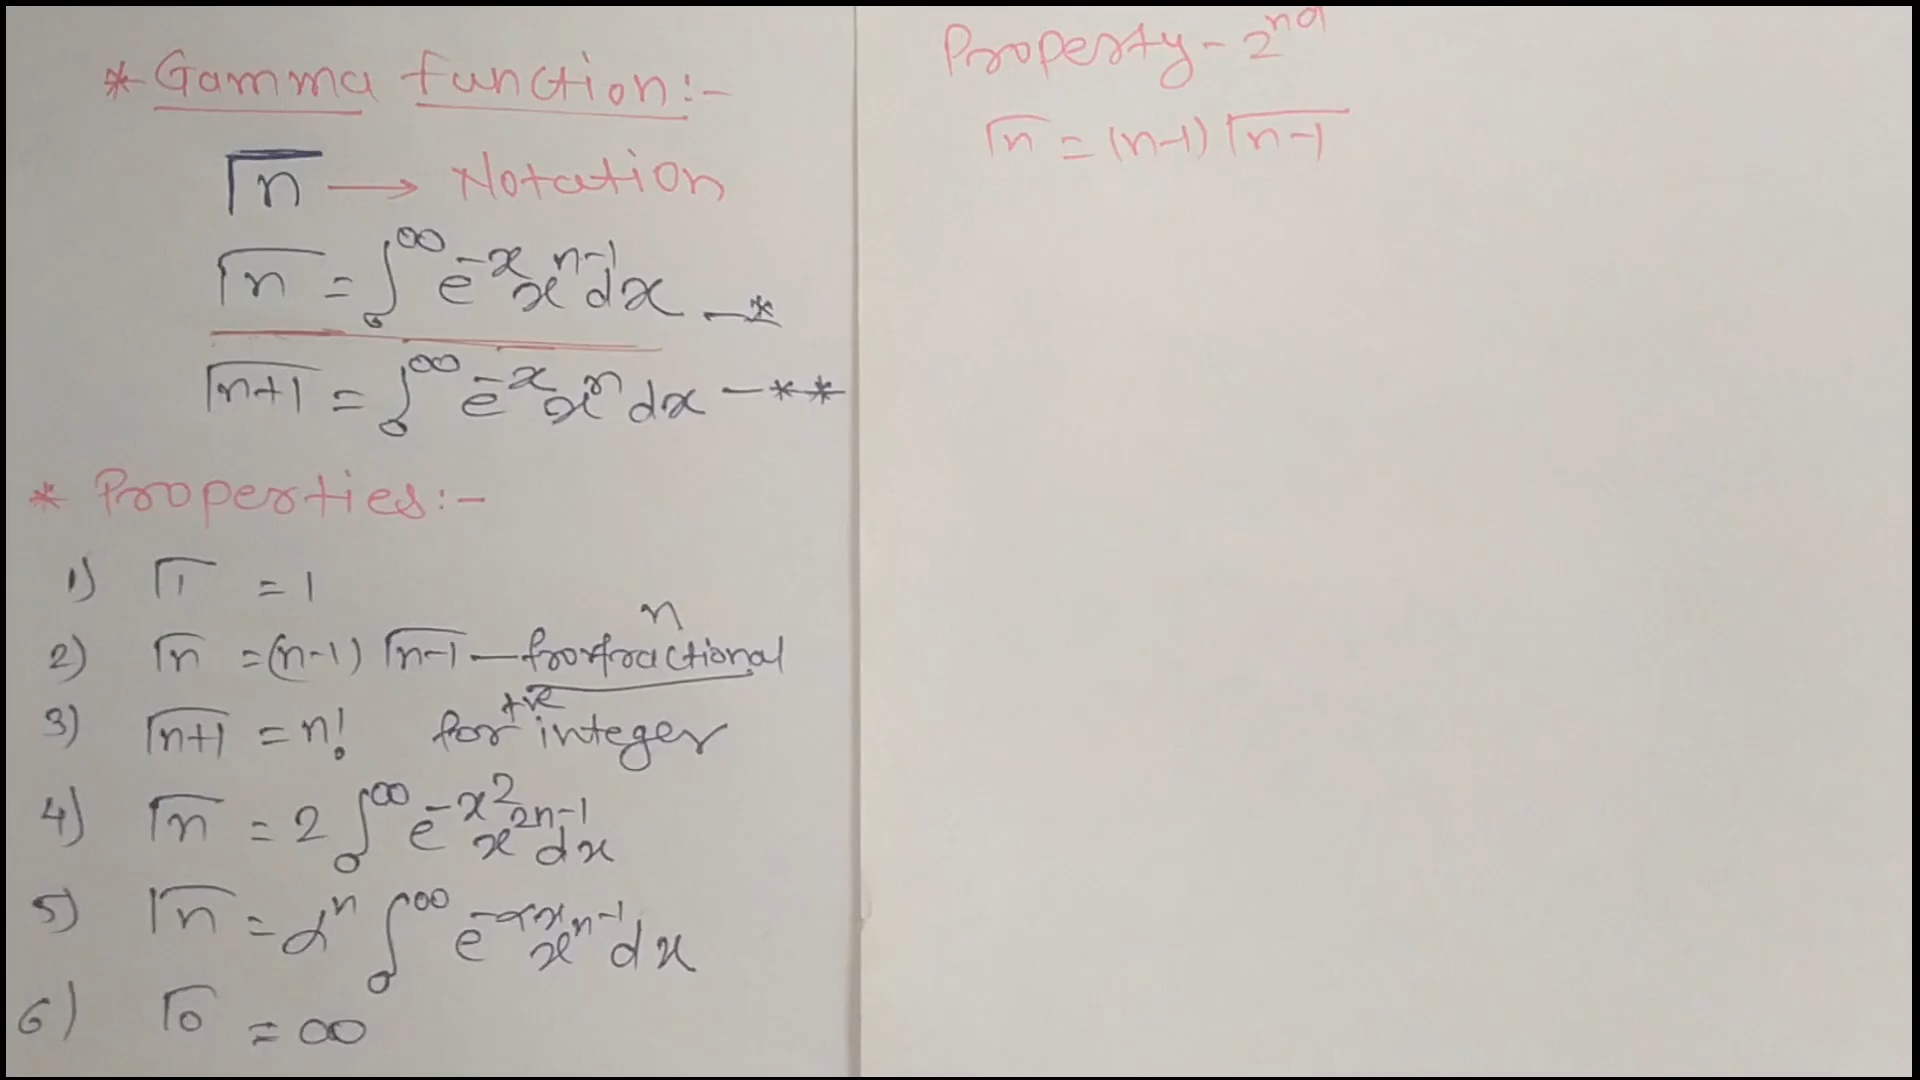 * Gamma function:-
Γn → Notation
Γn = ∫₀^∞ e^-x x^n-1 dx —*
Γn+1 = ∫₀^∞ e^-x x^n dx —**
* Properties:-
1) Γ1 = 1
n
2) Γn = (n-1) Γn-1 — for fractional
+ve
3) Γn+1 = n! for integer
4) Γn = 2 ∫₀^∞ e^-x² x^2n-1 dx
5) Γn = α^n ∫₀^∞ e^-αx x^n-1 dx
6) Γ0 = ∞
Property - 2nd
Γn = (n-1) Γn-1